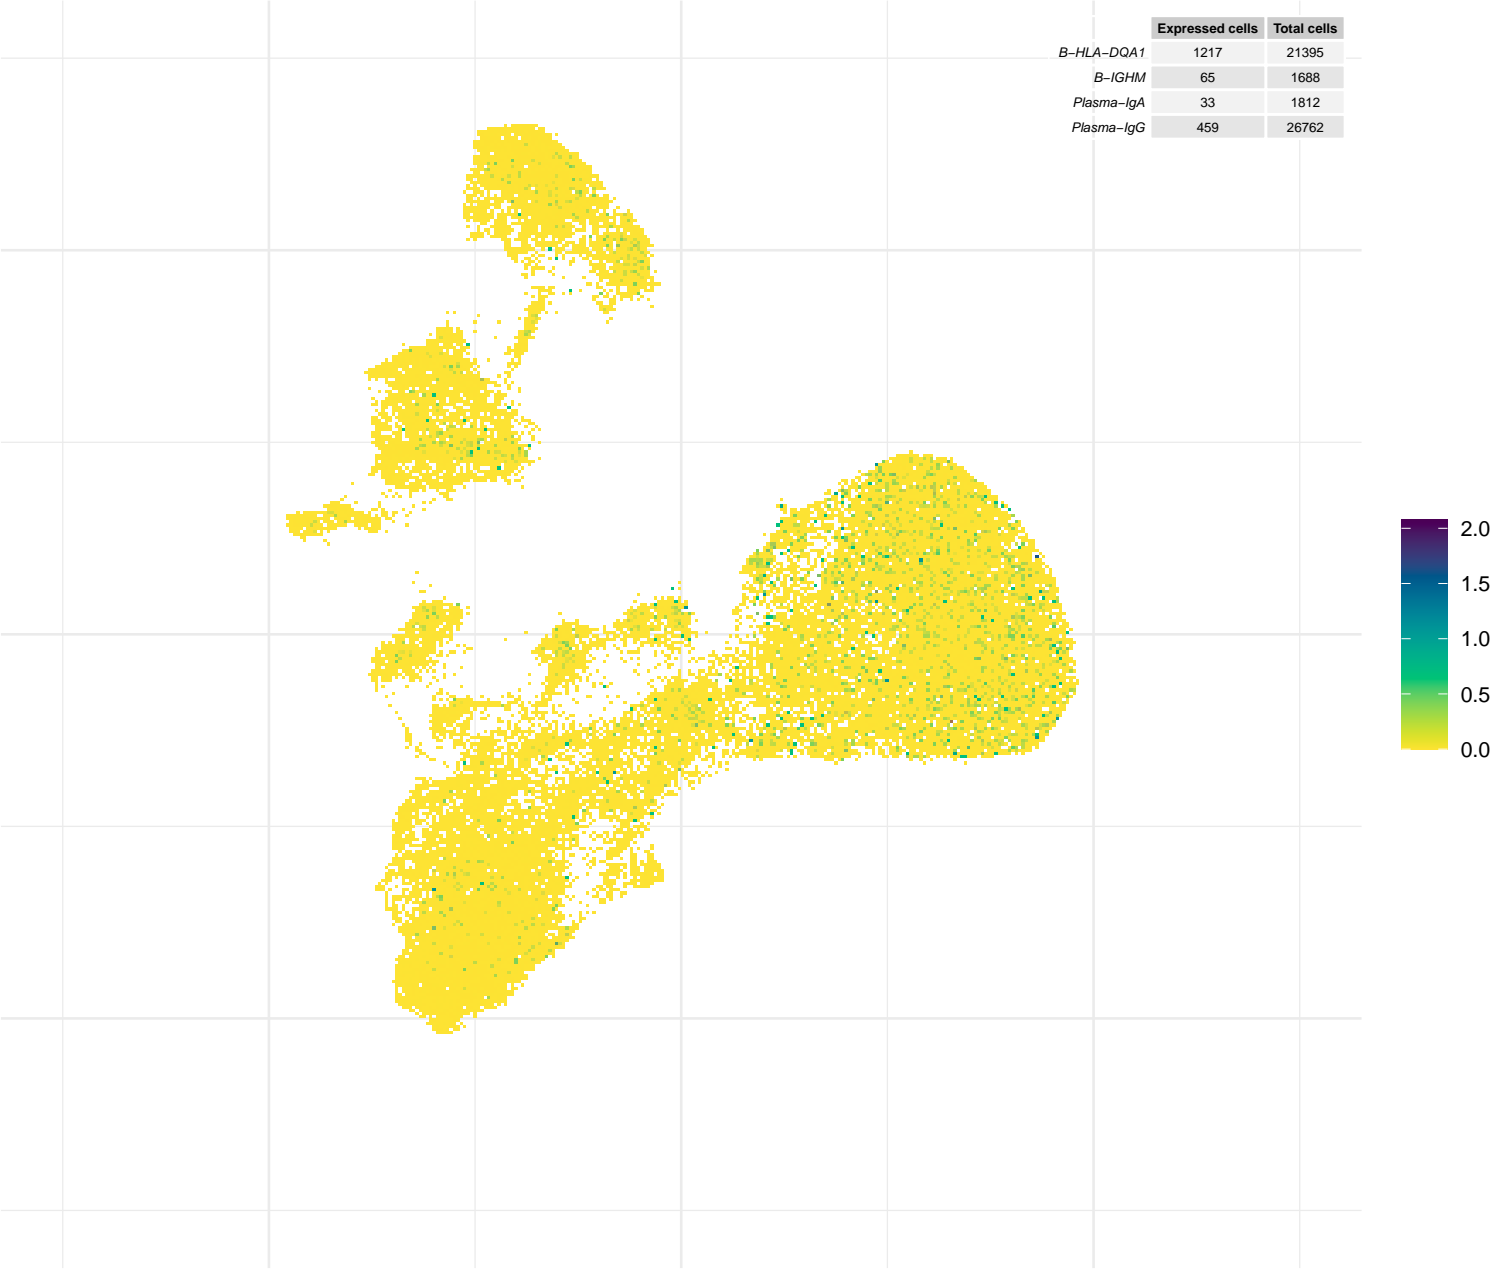 Expressed cells Total cells
B−HLA−DQA1 1217 21395
B−IGHM 65 1688
Plasma−IgA 33 1812
Plasma−IgG 459 26762
2.0
1.5
1.0
0.5
0.0